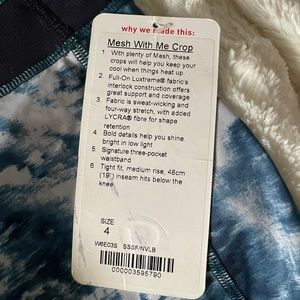 why we made this:
Mesh With Me Crop
1. With plenty of Mesh, these
crops will help you keep your
cool when things heat up
2. Full-On Luxtreme® fabric's
interlock construction offers
great support and coverage
3. Fabric is sweat-wicking and
four-way stretch, with added
LYCRA® fibre for shape
retention
4. Bold details help you shine
bright in low light
5. Signature three-pocket
waistband
6. Tight fit, medium rise, 48cm
(19") inseam hits below the
knee
SIZE
4
W6E03S SSSF/NVLB
000003595790